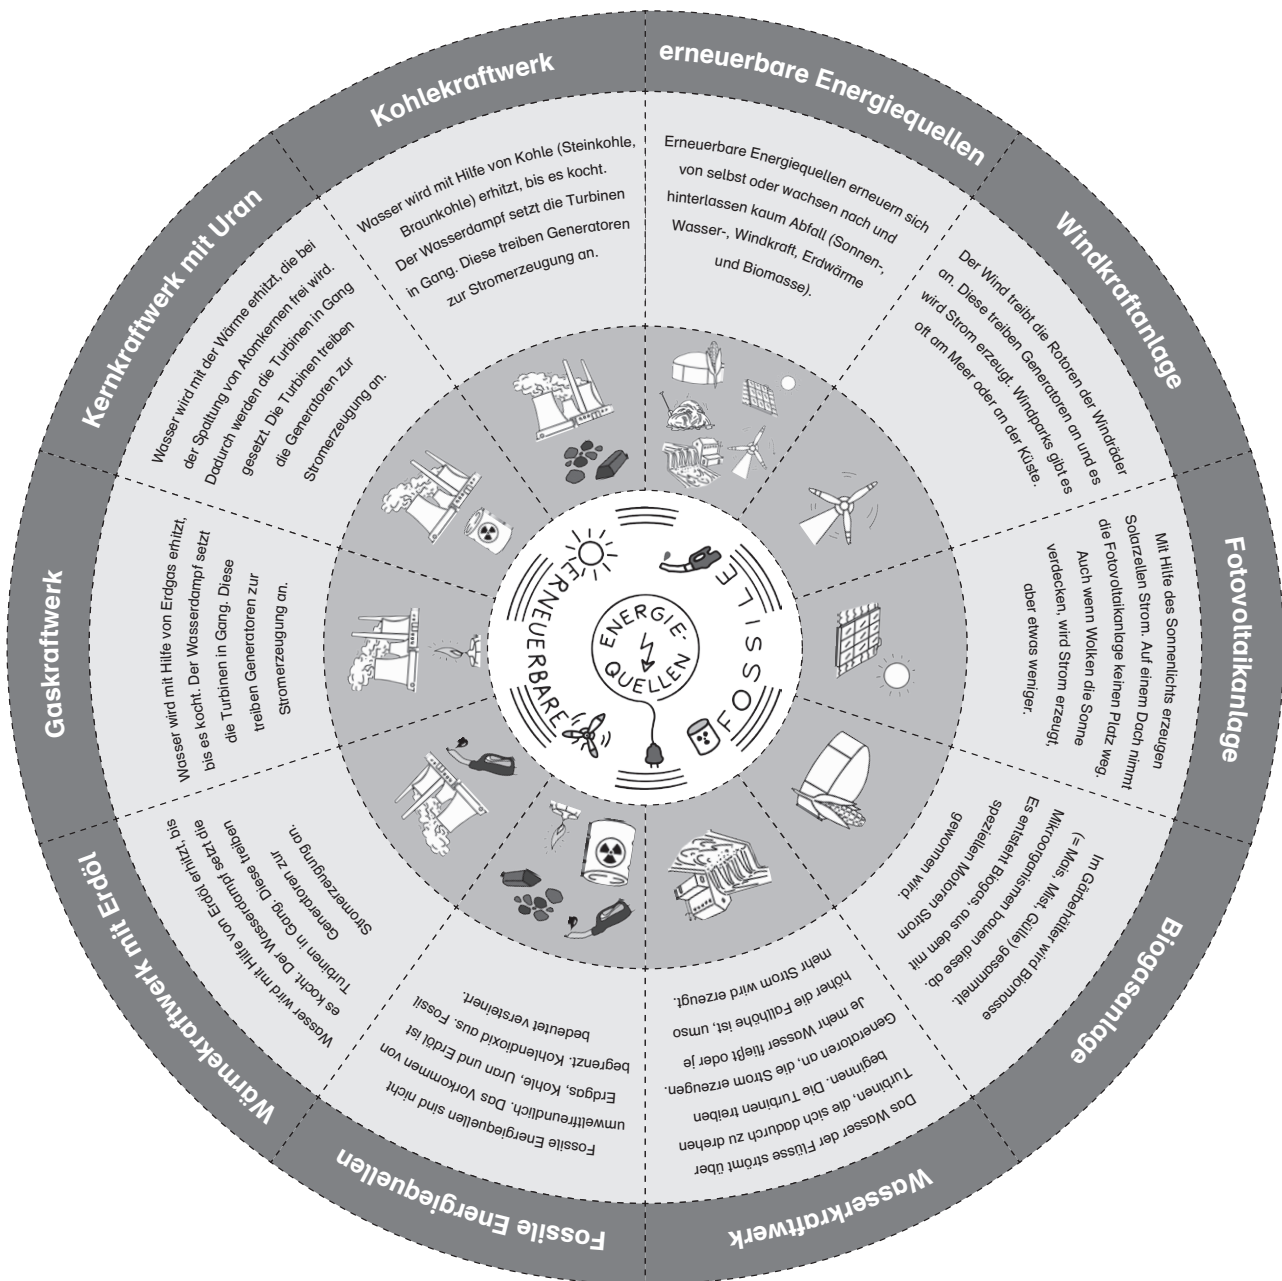 erneuerbare Energiequellen
Erneuerbare Energiequellen erneuern sich
von selbst oder wachsen nach und
hinterlassen kaum Abfall (Sonnen-,
Wasser-, Windkraft, Erdwärme
und Biomasse).
Windkraftanlage
Der Wind treibt die Rotoren der Windräder
an. Diese treiben Generatoren an und es
wird Strom erzeugt. Windparks gibt es
oft am Meer oder an der Küste.
Fotovoltaikanlage
Mit Hilfe des Sonnenlichts erzeugen
Solarzellen Strom. Auf einem Dach nimmt
die Fotovoltaikanlage keinen Platz weg.
Auch wenn Wolken die Sonne
verdecken, wird Strom erzeugt,
aber etwas weniger.
Biogasanlage
Im Gärbehälter wird Biomasse
(= Mais, Mist, Gülle) gesammelt.
Mikroorganismen bauen diese ab.
Es entsteht Biogas, aus dem mit
speziellen Motoren Strom
gewonnen wird.
Wasserkraftwerk
Das Wasser der Flüsse strömt über
Turbinen, die sich dadurch zu drehen
beginnen. Die Turbinen treiben
Generatoren an, die Strom erzeugen.
Je mehr Wasser fließt oder je
höher die Fallhöhe ist, umso
mehr Strom wird erzeugt.
Fossile Energiequellen
Fossile Energiequellen sind nicht
umweltfreundlich. Das Vorkommen von
Erdgas, Kohle, Uran und Erdöl ist
begrenzt. Kohlendioxid aus. Fossil
bedeutet versteinert.
Wärmekraftwerk mit Erdöl
Wasser wird mit Hilfe von Erdöl erhitzt, bis
es kocht. Der Wasserdampf setzt die
Turbinen in Gang. Diese treiben
Generatoren zur
Stromerzeugung an.
Gaskraftwerk
Wasser wird mit Hilfe von Erdgas erhitzt,
bis es kocht. Der Wasserdampf setzt
die Turbinen in Gang. Diese
treiben Generatoren zur
Stromerzeugung an.
Kernkraftwerk mit Uran
Wasser wird mit der Wärme erhitzt, die bei
der Spaltung von Atomkernen frei wird.
Dadurch werden die Turbinen in Gang
gesetzt. Die Turbinen treiben
die Generatoren zur
Stromerzeugung an.
Kohlekraftwerk
Wasser wird mit Hilfe von Kohle (Steinkohle,
Braunkohle) erhitzt, bis es kocht.
Der Wasserdampf setzt die Turbinen
in Gang. Diese treiben Generatoren
zur Stromerzeugung an.
ENERGIE-
QUELLEN
ERNEUERBARE
FOSSILE